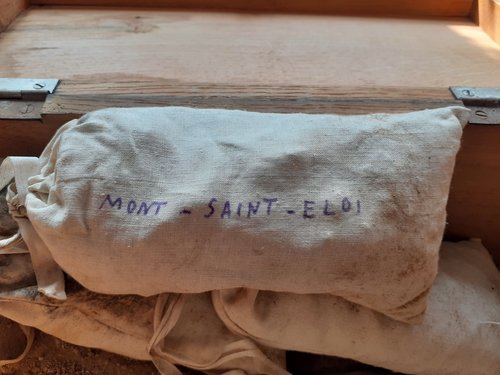 MONT - SAINT - ELOI